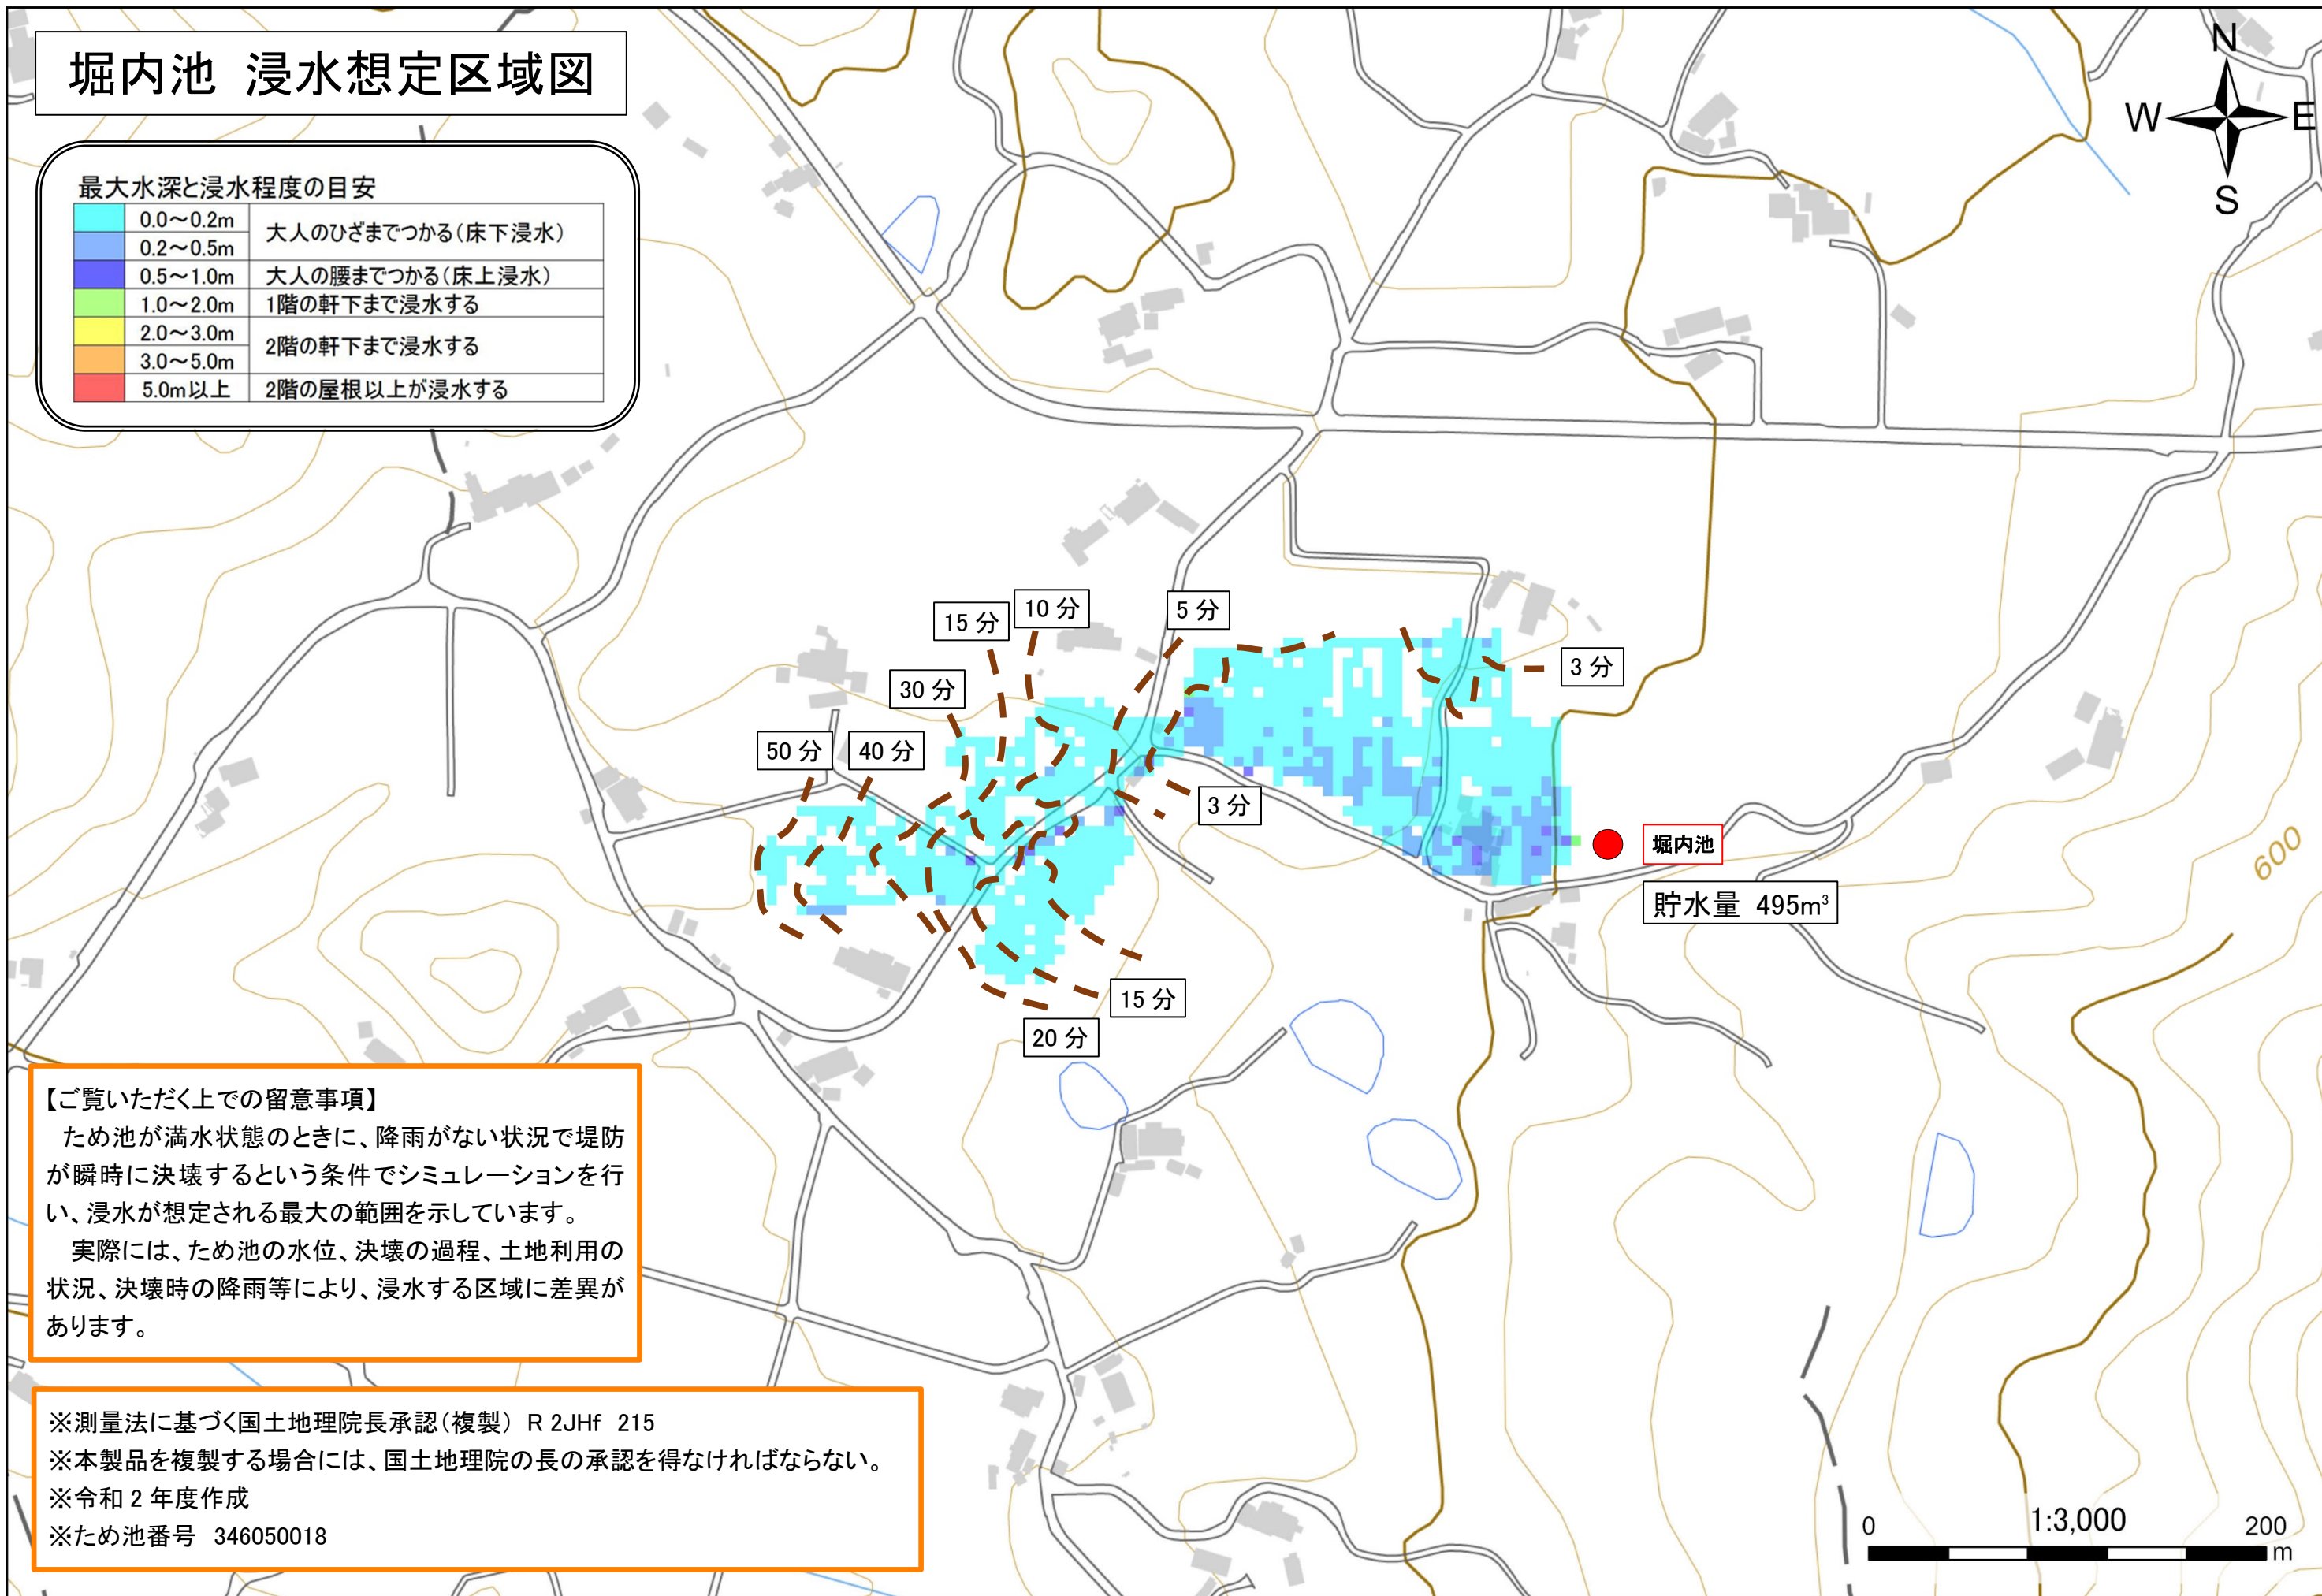 堀内池 浸水想定区域図
N
W
E
S
最大水深と浸水程度の目安
0.0～0.2m
大人のひざまでつかる(床下浸水)
0.2～0.5m
0.5～1.0m 大人の腰までつかる(床上浸水)
1.0～2.0m 1階の軒下まで浸水する
2.0～3.0m
2階の軒下まで浸水する
3.0～5.0m
5.0m以上 2階の屋根以上が浸水する
15 分
10 分
5 分
3 分
30 分
50 分
40 分
3 分
堀内池
貯水量 495m³
600
15 分
20 分
【ご覧いただく上での留意事項】
ため池が満水状態のときに、降雨がない状況で堤防
が瞬時に決壊するという条件でシミュレーションを行
い、浸水が想定される最大の範囲を示しています。
実際には、ため池の水位、決壊の過程、土地利用の
状況、決壊時の降雨等により、浸水する区域に差異が
あります。
※測量法に基づく国土地理院長承認(複製) R 2JHf 215
※本製品を複製する場合には、国土地理院の長の承認を得なければならない。
※令和 2 年度作成
※ため池番号 346050018
1:3,000
0
200
m